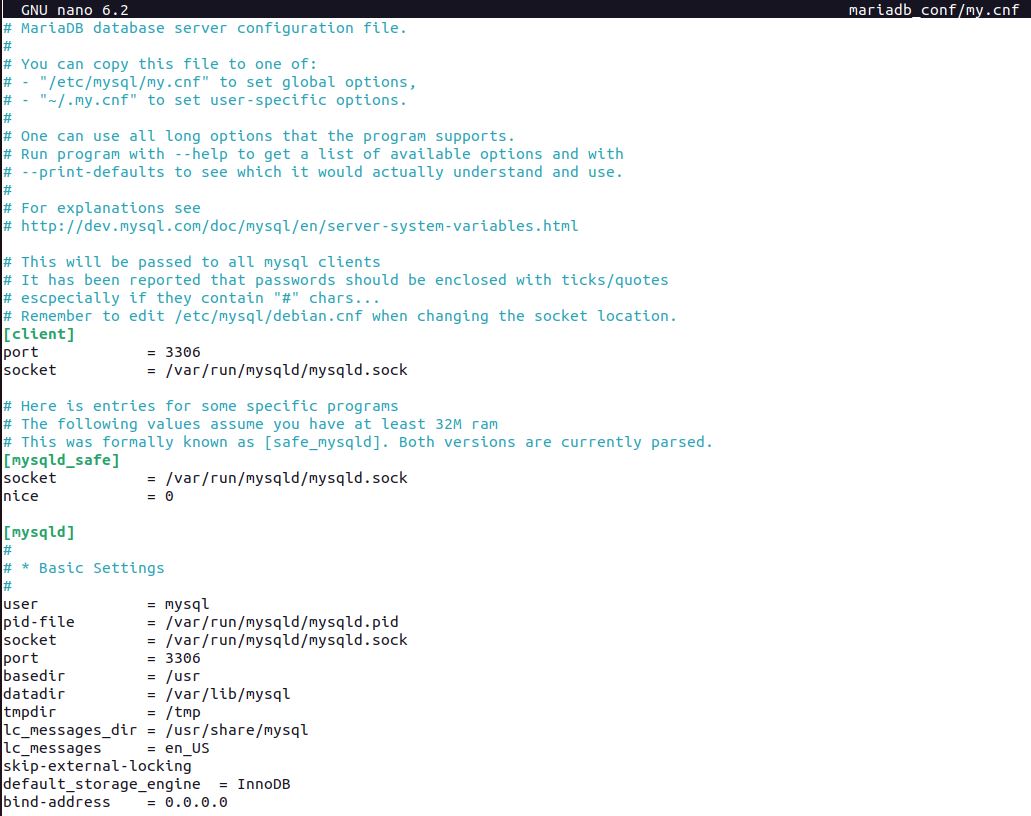 GNU nano 6.2 mariadb_conf/my.cnf
# MariaDB database server configuration file.
#
# You can copy this file to one of:
# - "/etc/mysql/my.cnf" to set global options,
# - "~/.my.cnf" to set user-specific options.
#
# One can use all long options that the program supports.
# Run program with --help to get a list of available options and with
# --print-defaults to see which it would actually understand and use.
#
# For explanations see
# http://dev.mysql.com/doc/mysql/en/server-system-variables.html

# This will be passed to all mysql clients
# It has been reported that passwords should be enclosed with ticks/quotes
# escpecially if they contain "#" chars...
# Remember to edit /etc/mysql/debian.cnf when changing the socket location.
[client]
port            = 3306
socket          = /var/run/mysqld/mysqld.sock

# Here is entries for some specific programs
# The following values assume you have at least 32M ram
# This was formally known as [safe_mysqld]. Both versions are currently parsed.
[mysqld_safe]
socket          = /var/run/mysqld/mysqld.sock
nice            = 0

[mysqld]
#
# * Basic Settings
#
user            = mysql
pid-file        = /var/run/mysqld/mysqld.pid
socket          = /var/run/mysqld/mysqld.sock
port            = 3306
basedir         = /usr
datadir         = /var/lib/mysql
tmpdir          = /tmp
lc_messages_dir = /usr/share/mysql
lc_messages     = en_US
skip-external-locking
default_storage_engine  = InnoDB
bind-address    = 0.0.0.0